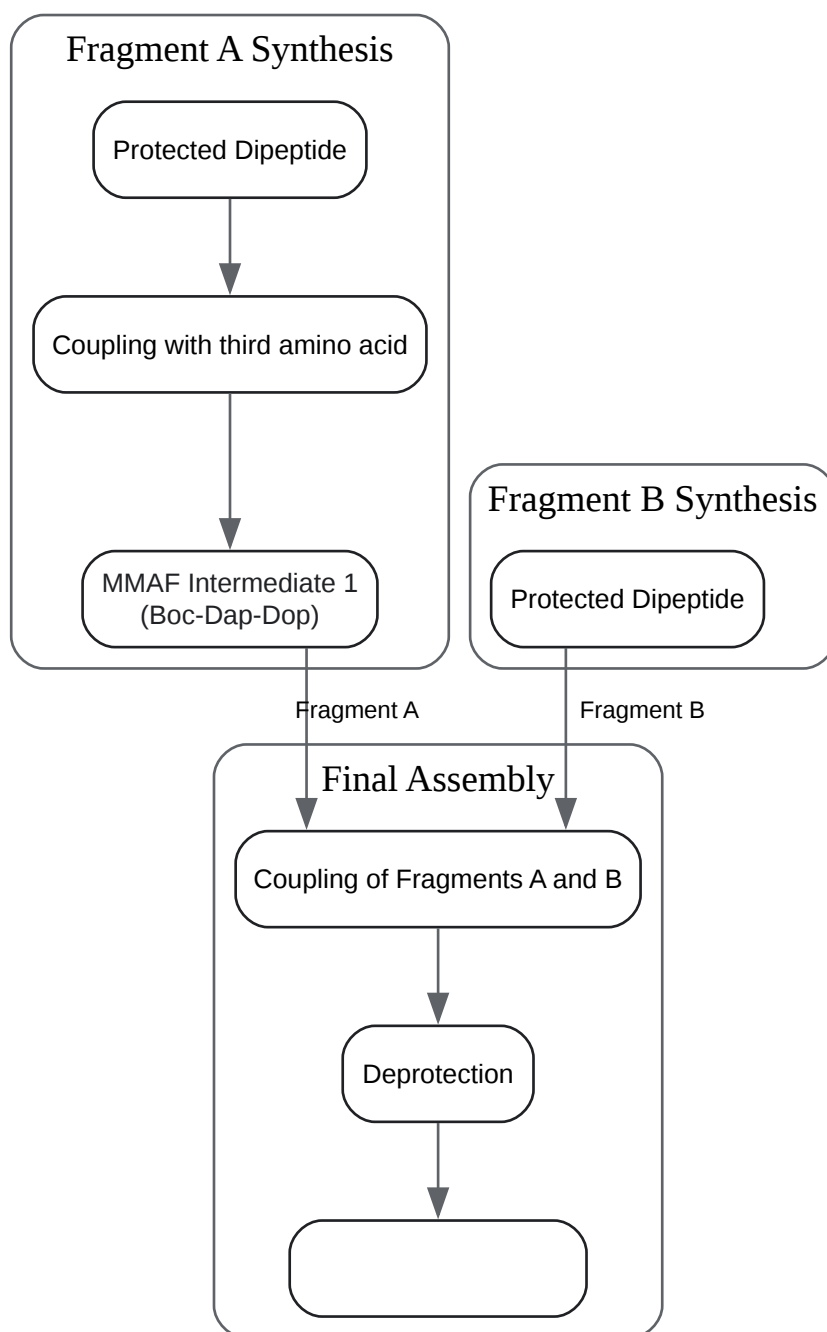 Fragment A Synthesis
Protected Dipeptide
Coupling with third amino acid
MMAF Intermediate 1
(Boc-Dap-Dop)
Fragment B Synthesis
Protected Dipeptide
Fragment A
Fragment B
Final Assembly
Coupling of Fragments A and B
Deprotection